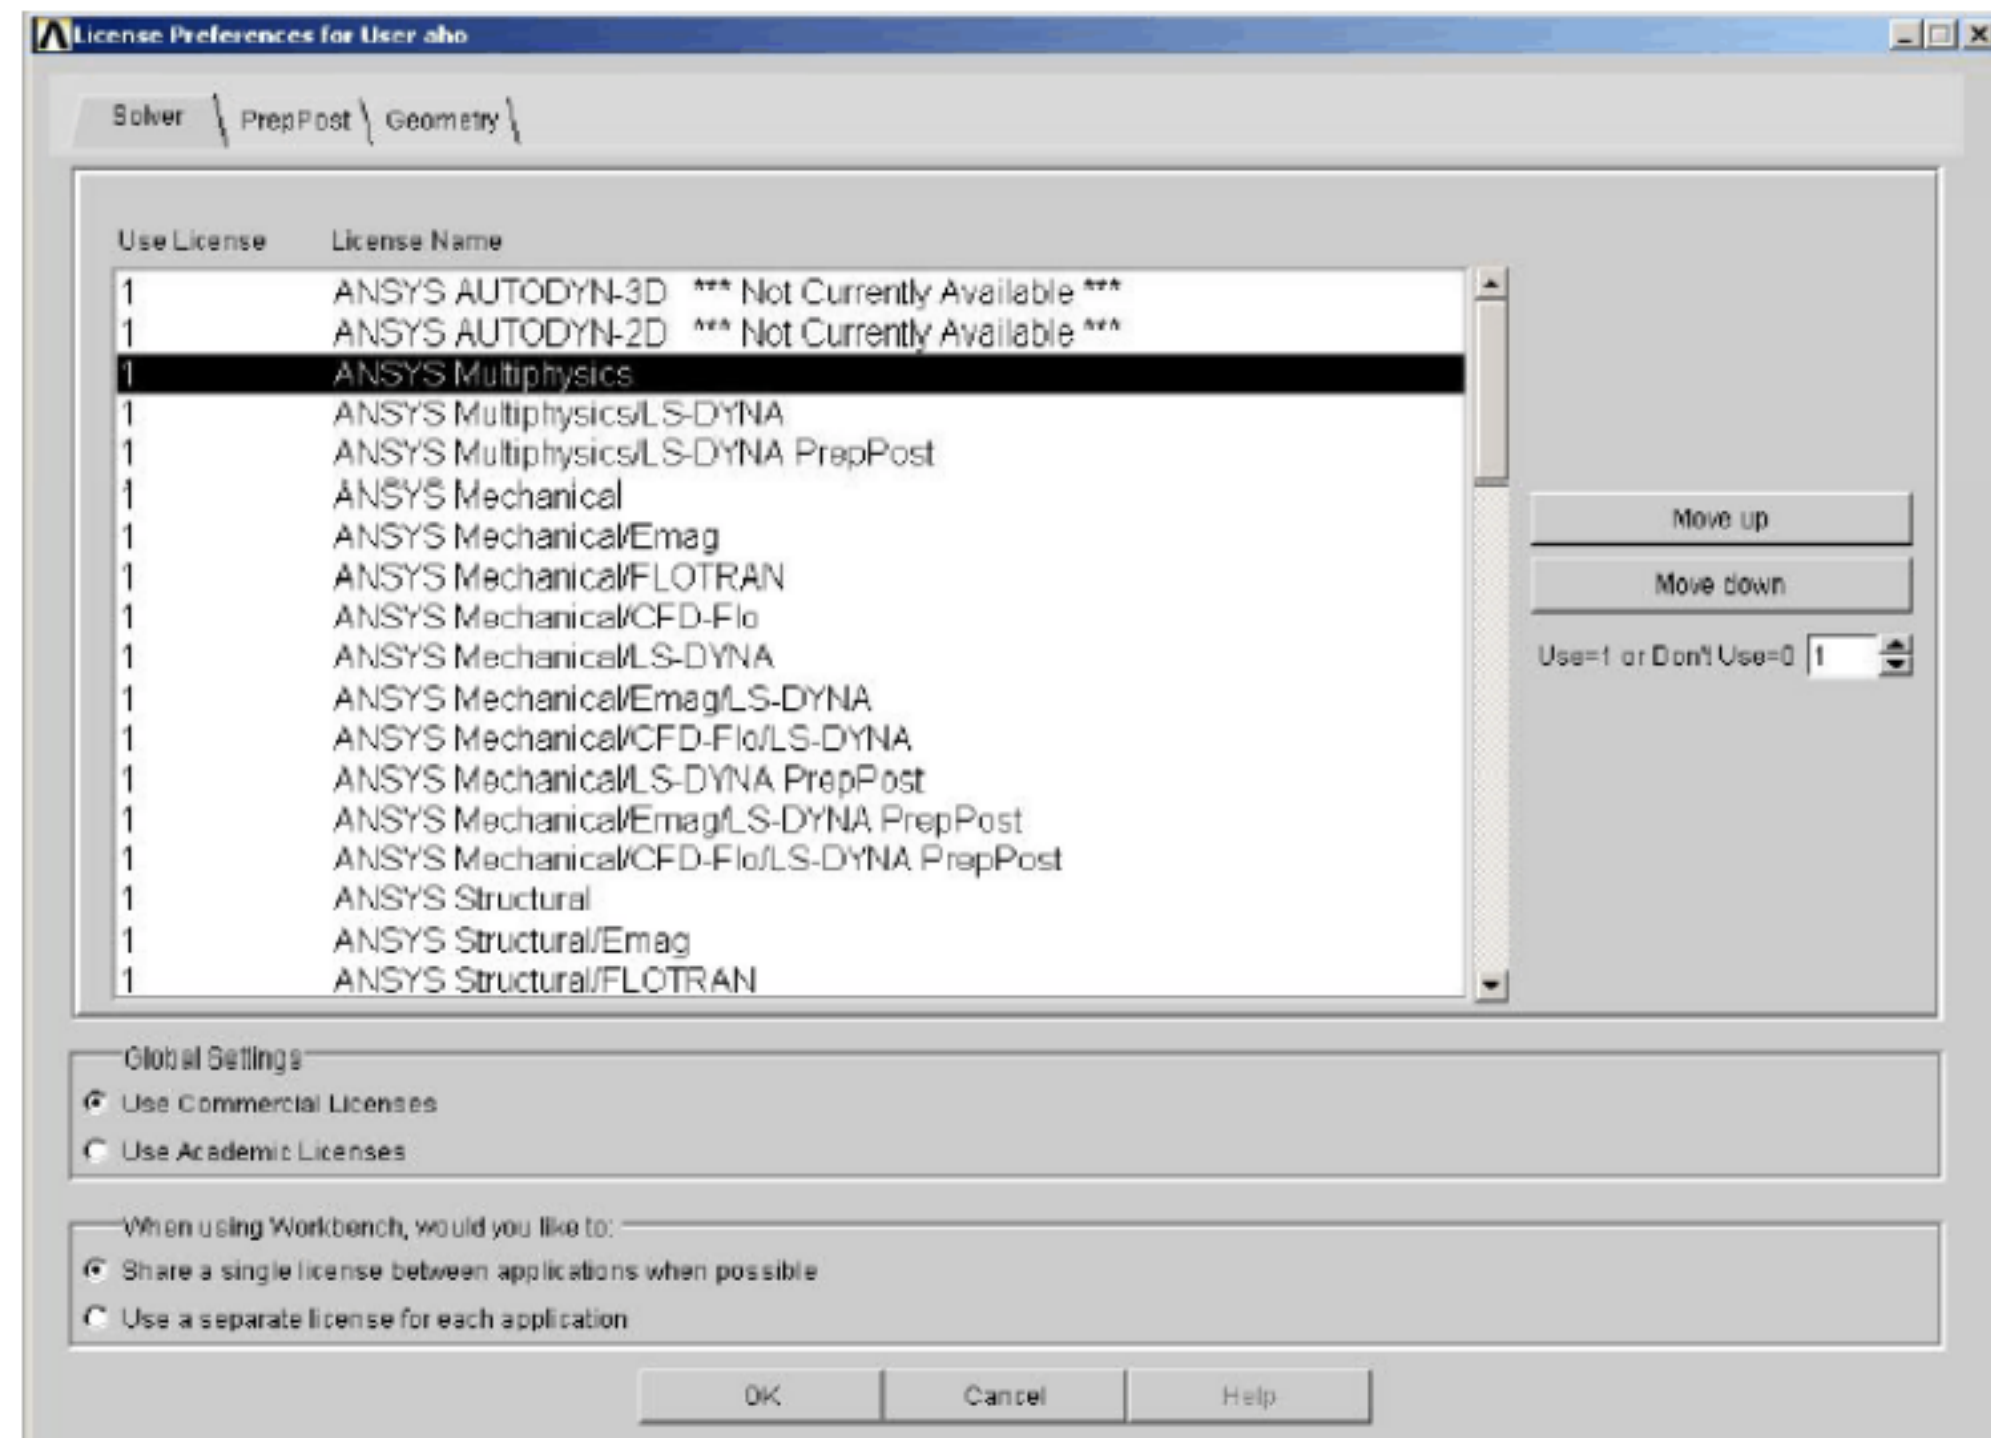 License Preferences for User aho
Solver PrepPost Geometry
Use License License Name
1 ANSYS AUTODYN-3D *** Not Currently Available ***
1 ANSYS AUTODYN-2D *** Not Currently Available ***
1 ANSYS Multiphysics
1 ANSYS Multiphysics/LS-DYNA
1 ANSYS Multiphysics/LS-DYNA PrepPost
1 ANSYS Mechanical
1 ANSYS Mechanical/Emag
1 ANSYS Mechanical/FLOTRAN
1 ANSYS Mechanical/CFD-Flo
1 ANSYS Mechanical/LS-DYNA
1 ANSYS Mechanical/Emag/LS-DYNA
1 ANSYS Mechanical/CFD-Flo/LS-DYNA
1 ANSYS Mechanical/LS-DYNA PrepPost
1 ANSYS Mechanical/Emag/LS-DYNA PrepPost
1 ANSYS Mechanical/CFD-Flo/LS-DYNA PrepPost
1 ANSYS Structural
1 ANSYS Structural/Emag
1 ANSYS Structural/FLOTRAN
Move up
Move down
Use=1 or Don't Use=0 1
Global Settings
Use Commercial Licenses
Use Academic Licenses
When using Workbench, would you like to:
Share a single license between applications when possible
Use a separate license for each application
OK Cancel Help